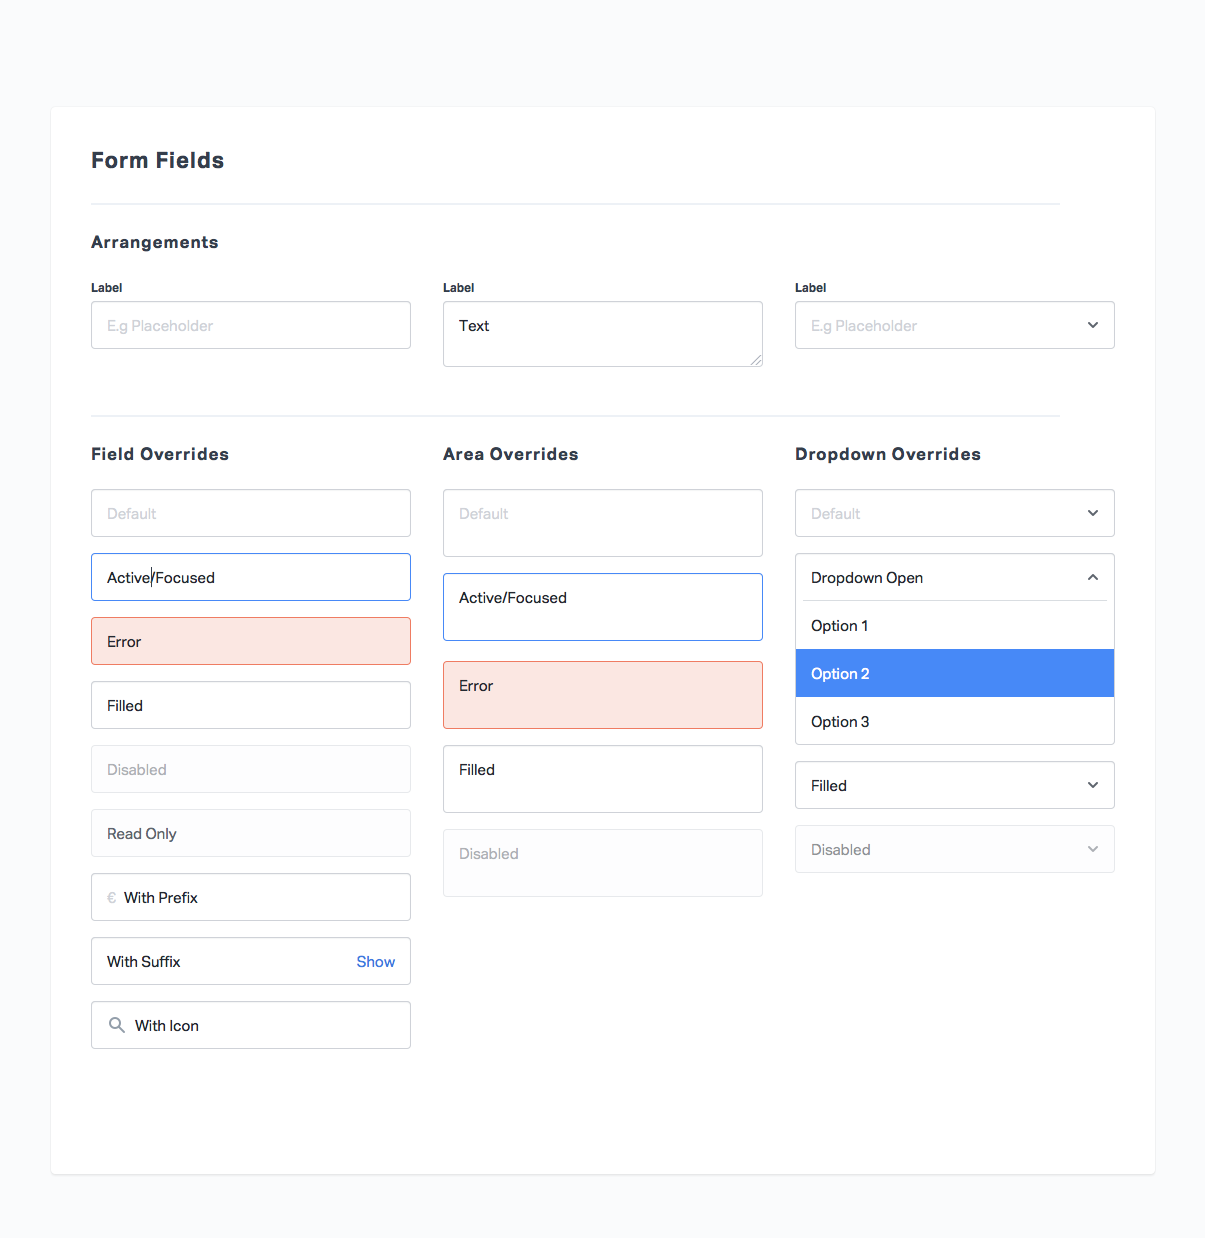 Form Fields
Arrangements
Label
E.g Placeholder
Label
Text
Label
E.g Placeholder
Field Overrides
Default
Active/Focused
Error
Filled
Disabled
Read Only
€ With Prefix
With Suffix Show
With Icon
Area Overrides
Default
Active/Focused
Error
Filled
Disabled
Dropdown Overrides
Default
Dropdown Open
Option 1
Option 2
Option 3
Filled
Disabled